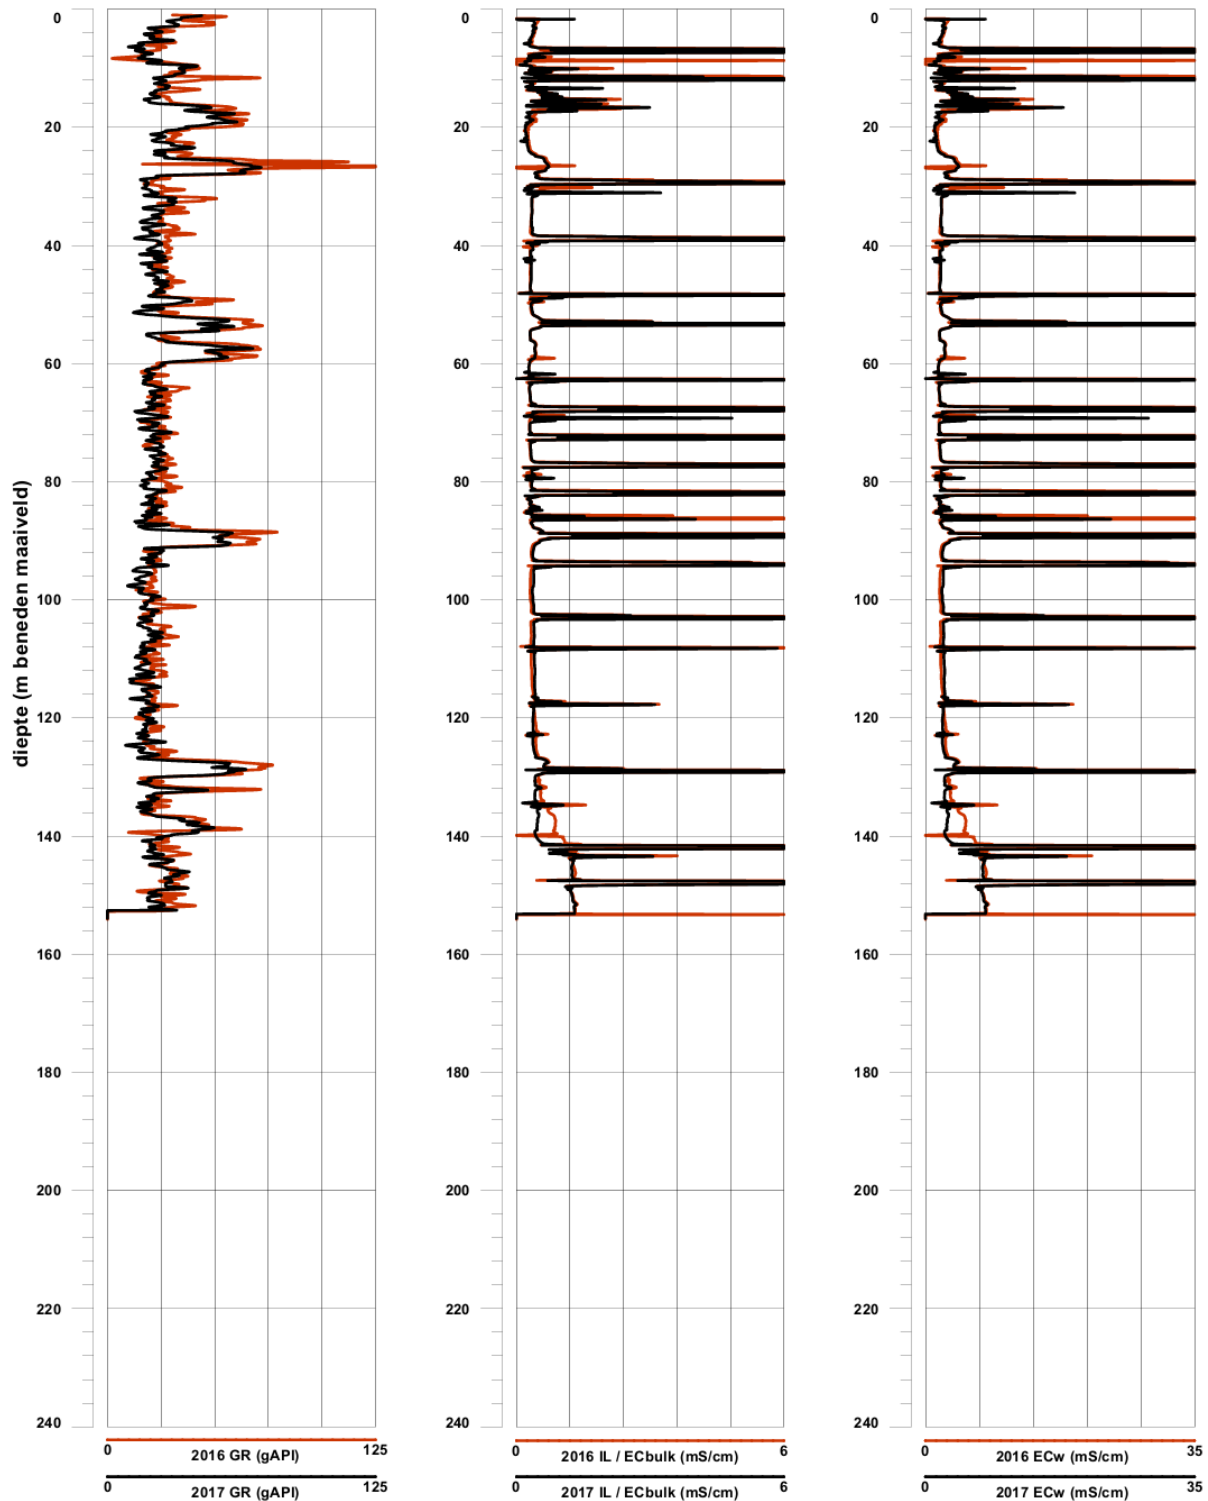 diepte (m beneden maaiveld)
0 0 0
20 20 20
40 40 40
60 60 60
80 80 80
100 100 100
120 120 120
140 140 140
160 160 160
180 180 180
200 200 200
220 220 220
240 240 240
0 2016 GR (gAPI) 125 0 2016 IL / ECbulk (mS/cm) 6 0 2016 ECw (mS/cm) 35
0 2017 GR (gAPI) 125 0 2017 IL / ECbulk (mS/cm) 6 0 2017 ECw (mS/cm) 35